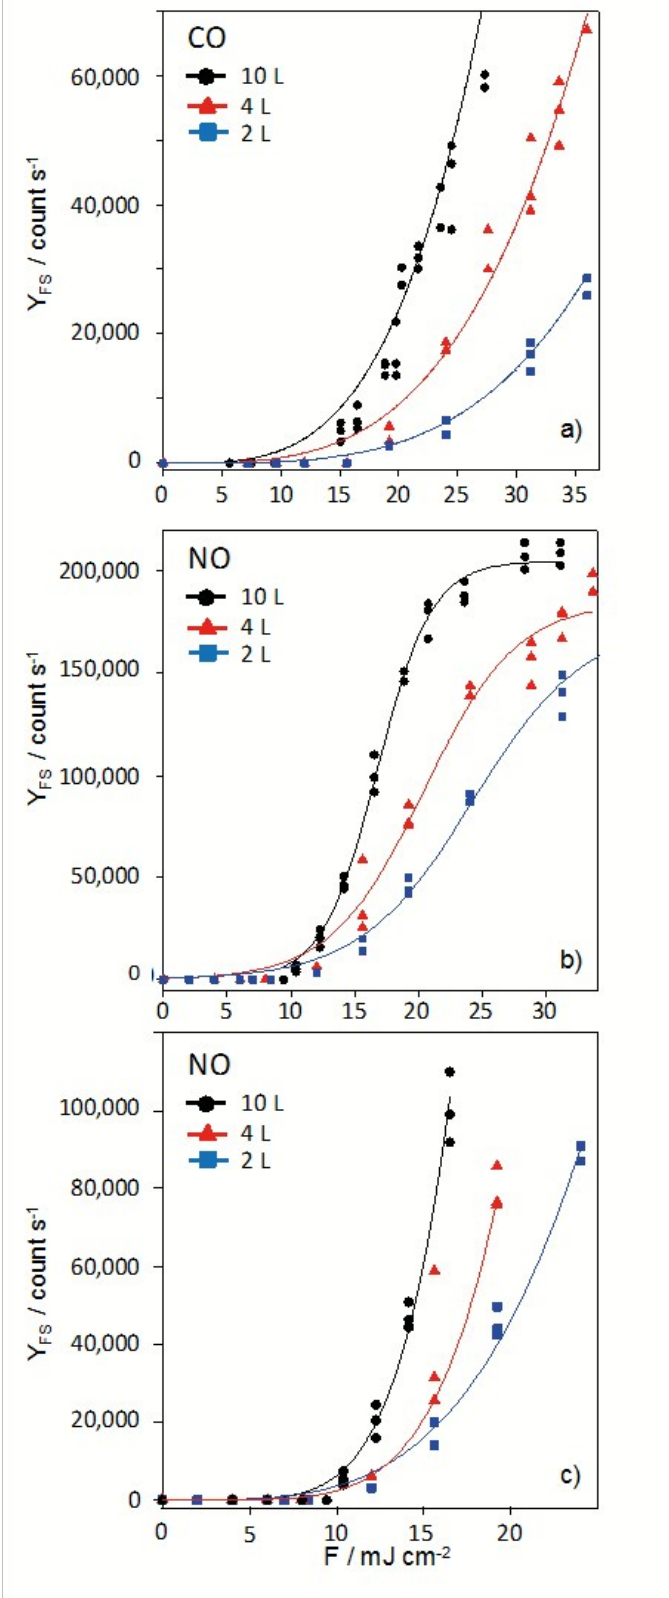 CO
10 L
4 L
2 L
60,000
40,000
20,000
0
Y_FS / count s⁻¹
a)
0 5 10 15 20 25 30 35
NO
10 L
4 L
2 L
200,000
150,000
100,000
50,000
0
Y_FS / count s⁻¹
b)
0 5 10 15 20 25 30
NO
10 L
4 L
2 L
100,000
80,000
60,000
40,000
20,000
0
Y_FS / count s⁻¹
c)
0 5 10 15 20
F / mJ cm⁻²